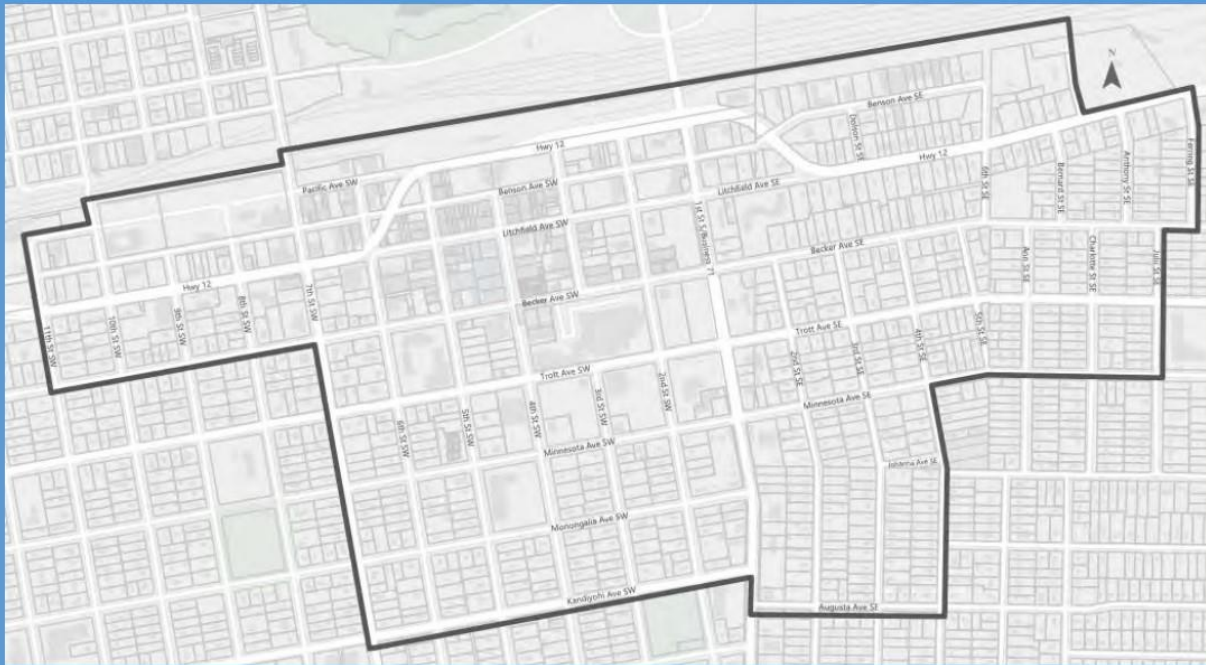 N
Benson Ave SE
Dotson St SE
Hwy 12
Hwy 12
Ferring St SE
Anthony St SE
Bernard St SE
6th St SE
Pacific Ave SW
Benson Ave SW
Litchfield Ave SE
Litchfield Ave SW
1st St S/Business 71
Becker Ave SE
Ann St SE
Charlotte St SE
Julii St SE
Hwy 12
7th St SW
8th St SW
9th St SW
10th St SW
11th St SW
Becker Ave SW
Trott Ave SE
5th St SE
4th St SE
3rd St SE
2nd St SE
Trott Ave SW
2nd St SW
3rd St SW
4th St SW
5th St SW
6th St SW
Minnesota Ave SE
Minnesota Ave SW
Johanna Ave SE
Monongalia Ave SW
Kandiyohi Ave SW
Augusta Ave SE